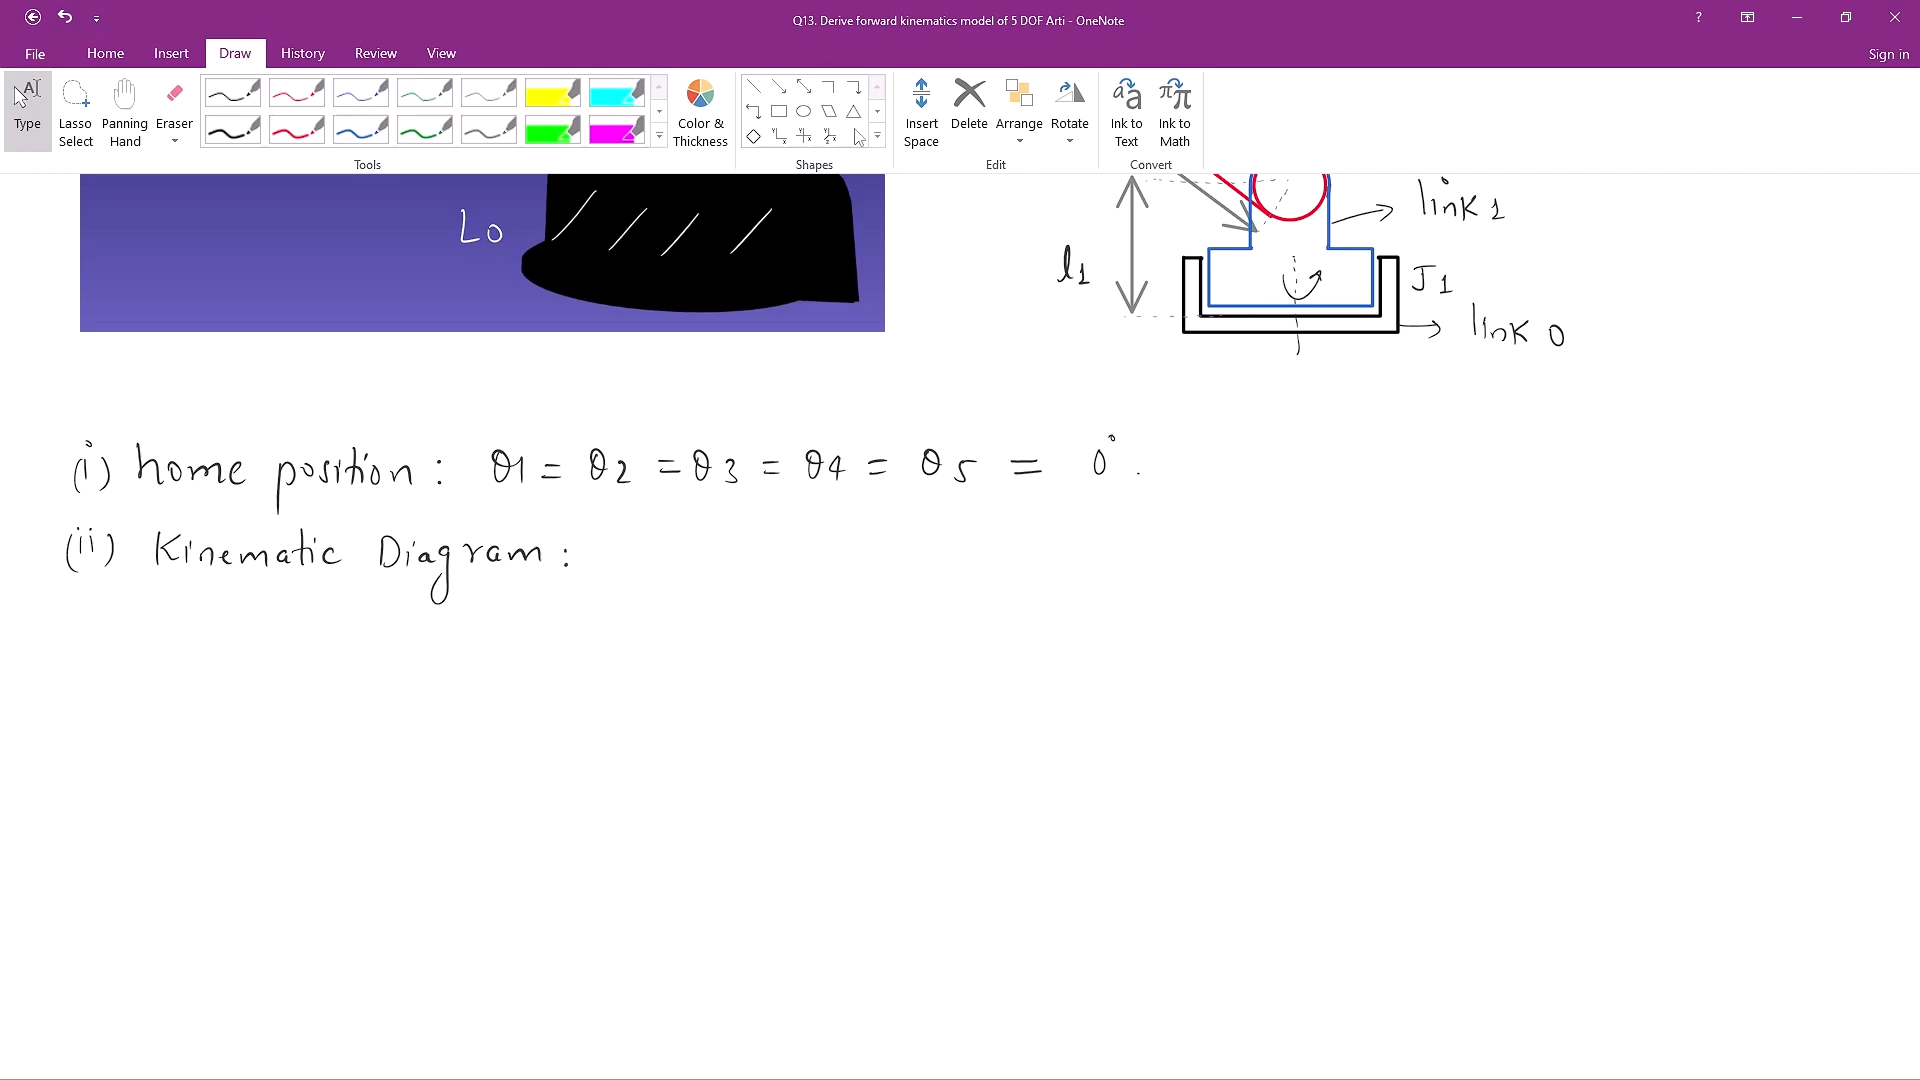 Q13. Derive forward kinematics model of 5 DOF Arti - OneNote
?
Sign in
File
Home
Insert
Draw
History
Review
View
Type
Lasso Select
Panning Hand
Eraser
Color & Thickness
Insert Space
Delete
Arrange
Rotate
Ink to Text
Ink to Math
Tools
Shapes
Edit
Convert
L0
link 1
l1
J1
link 0
(i) home position : θ1 = θ2 = θ3 = θ4 = θ5 = 0° .
(ii) Kinematic Diagram :